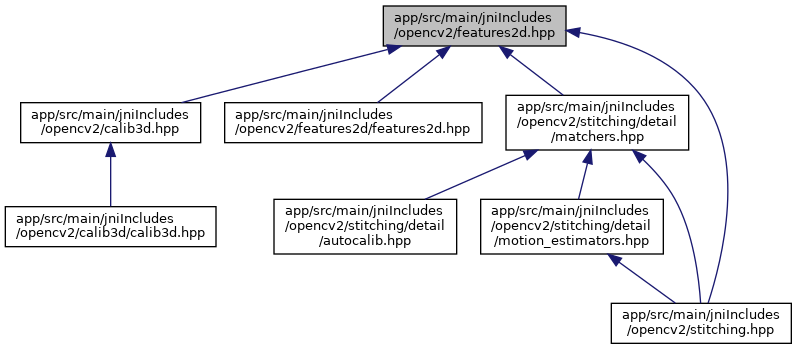 app/src/main/jniIncludes
/opencv2/features2d.hpp
app/src/main/jniIncludes
/opencv2/calib3d.hpp
app/src/main/jniIncludes
/opencv2/features2d/features2d.hpp
app/src/main/jniIncludes
/opencv2/stitching/detail
/matchers.hpp
app/src/main/jniIncludes
/opencv2/calib3d/calib3d.hpp
app/src/main/jniIncludes
/opencv2/stitching/detail
/autocalib.hpp
app/src/main/jniIncludes
/opencv2/stitching/detail
/motion_estimators.hpp
app/src/main/jniIncludes
/opencv2/stitching.hpp